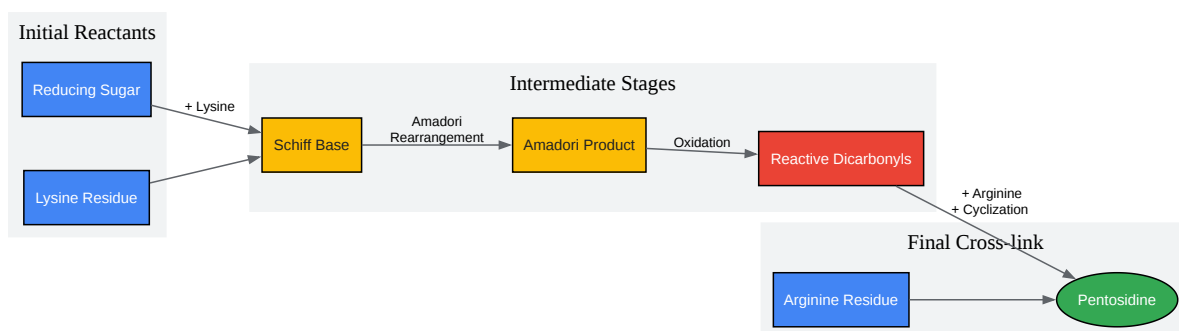 Initial Reactants
Reducing Sugar
+ Lysine
Lysine Residue
Intermediate Stages
Schiff Base
Amadori
Rearrangement
Amadori Product
Oxidation
Reactive Dicarbonyls
+ Arginine
+ Cyclization
Final Cross-link
Arginine Residue
Pentosidine